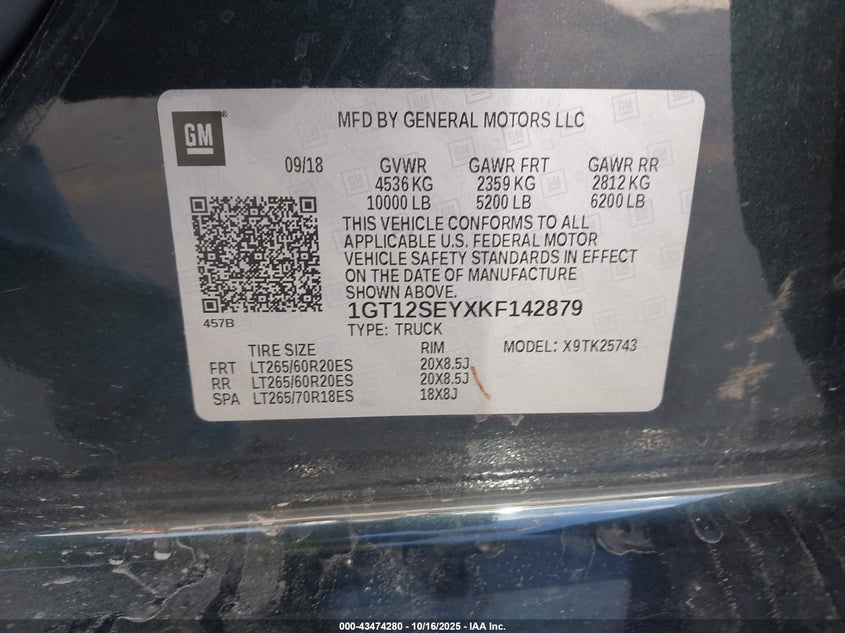 GM®
MFD BY GENERAL MOTORS LLC
09/18 GVWR GAWR FRT GAWR RR
4536 KG 2359 KG 2812 KG
10000 LB 5200 LB 6200 LB
THIS VEHICLE CONFORMS TO ALL
APPLICABLE U.S. FEDERAL MOTOR
VEHICLE SAFETY STANDARDS IN EFFECT
ON THE DATE OF MANUFACTURE
SHOWN ABOVE.
457B
1GT12SEYXKF142879
TYPE: TRUCK
TIRE SIZE RIM MODEL: X9TK25743
FRT LT265/60R20ES 20X8.5J
RR LT265/60R20ES 20X8.5J
SPA LT265/70R18ES 18X8J
000-43474280 - 10/16/2025 - IAA Inc.